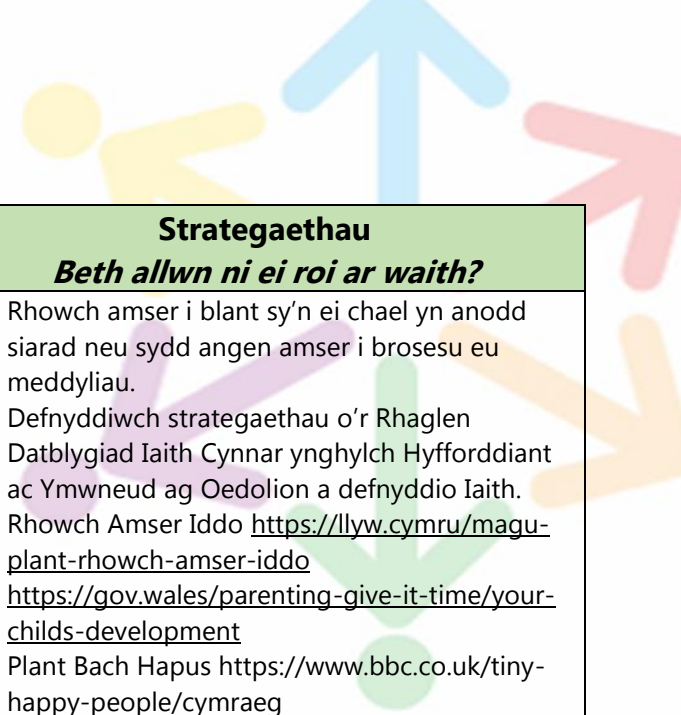 Strategaethau
Beth allwn ni ei roi ar waith?
Rhowch amser i blant sy’n ei chael yn anodd
siarad neu sydd angen amser i brosesu eu
meddyliau.
Defnyddiwch strategaethau o’r Rhaglen
Datblygiad Iaith Cynnar ynghylch Hyfforddiant
ac Ymwneud ag Oedolion a defnyddio Iaith.
Rhowch Amser Iddo https://llyw.cymru/magu-
plant-rhowch-amser-iddo
https://gov.wales/parenting-give-it-time/your-
childs-development
Plant Bach Hapus https://www.bbc.co.uk/tiny-
happy-people/cymraeg